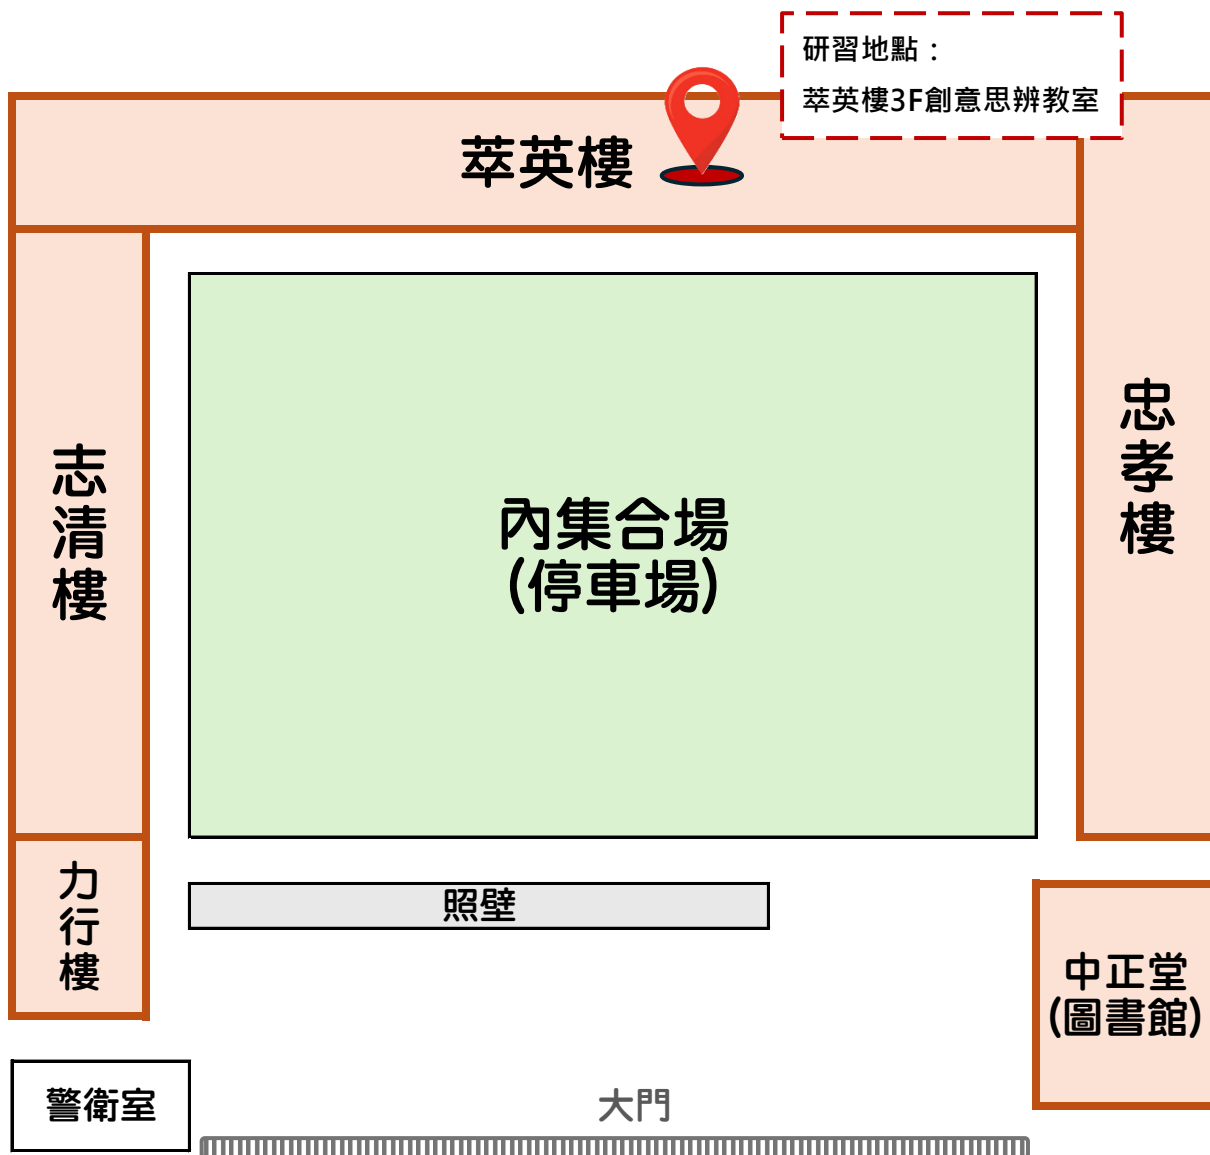 研習地點：
萃英樓3F創意思辨教室
萃英樓
志清樓
內集合場
(停車場)
忠孝樓
力行樓
照壁
中正堂
(圖書館)
警衛室
大門